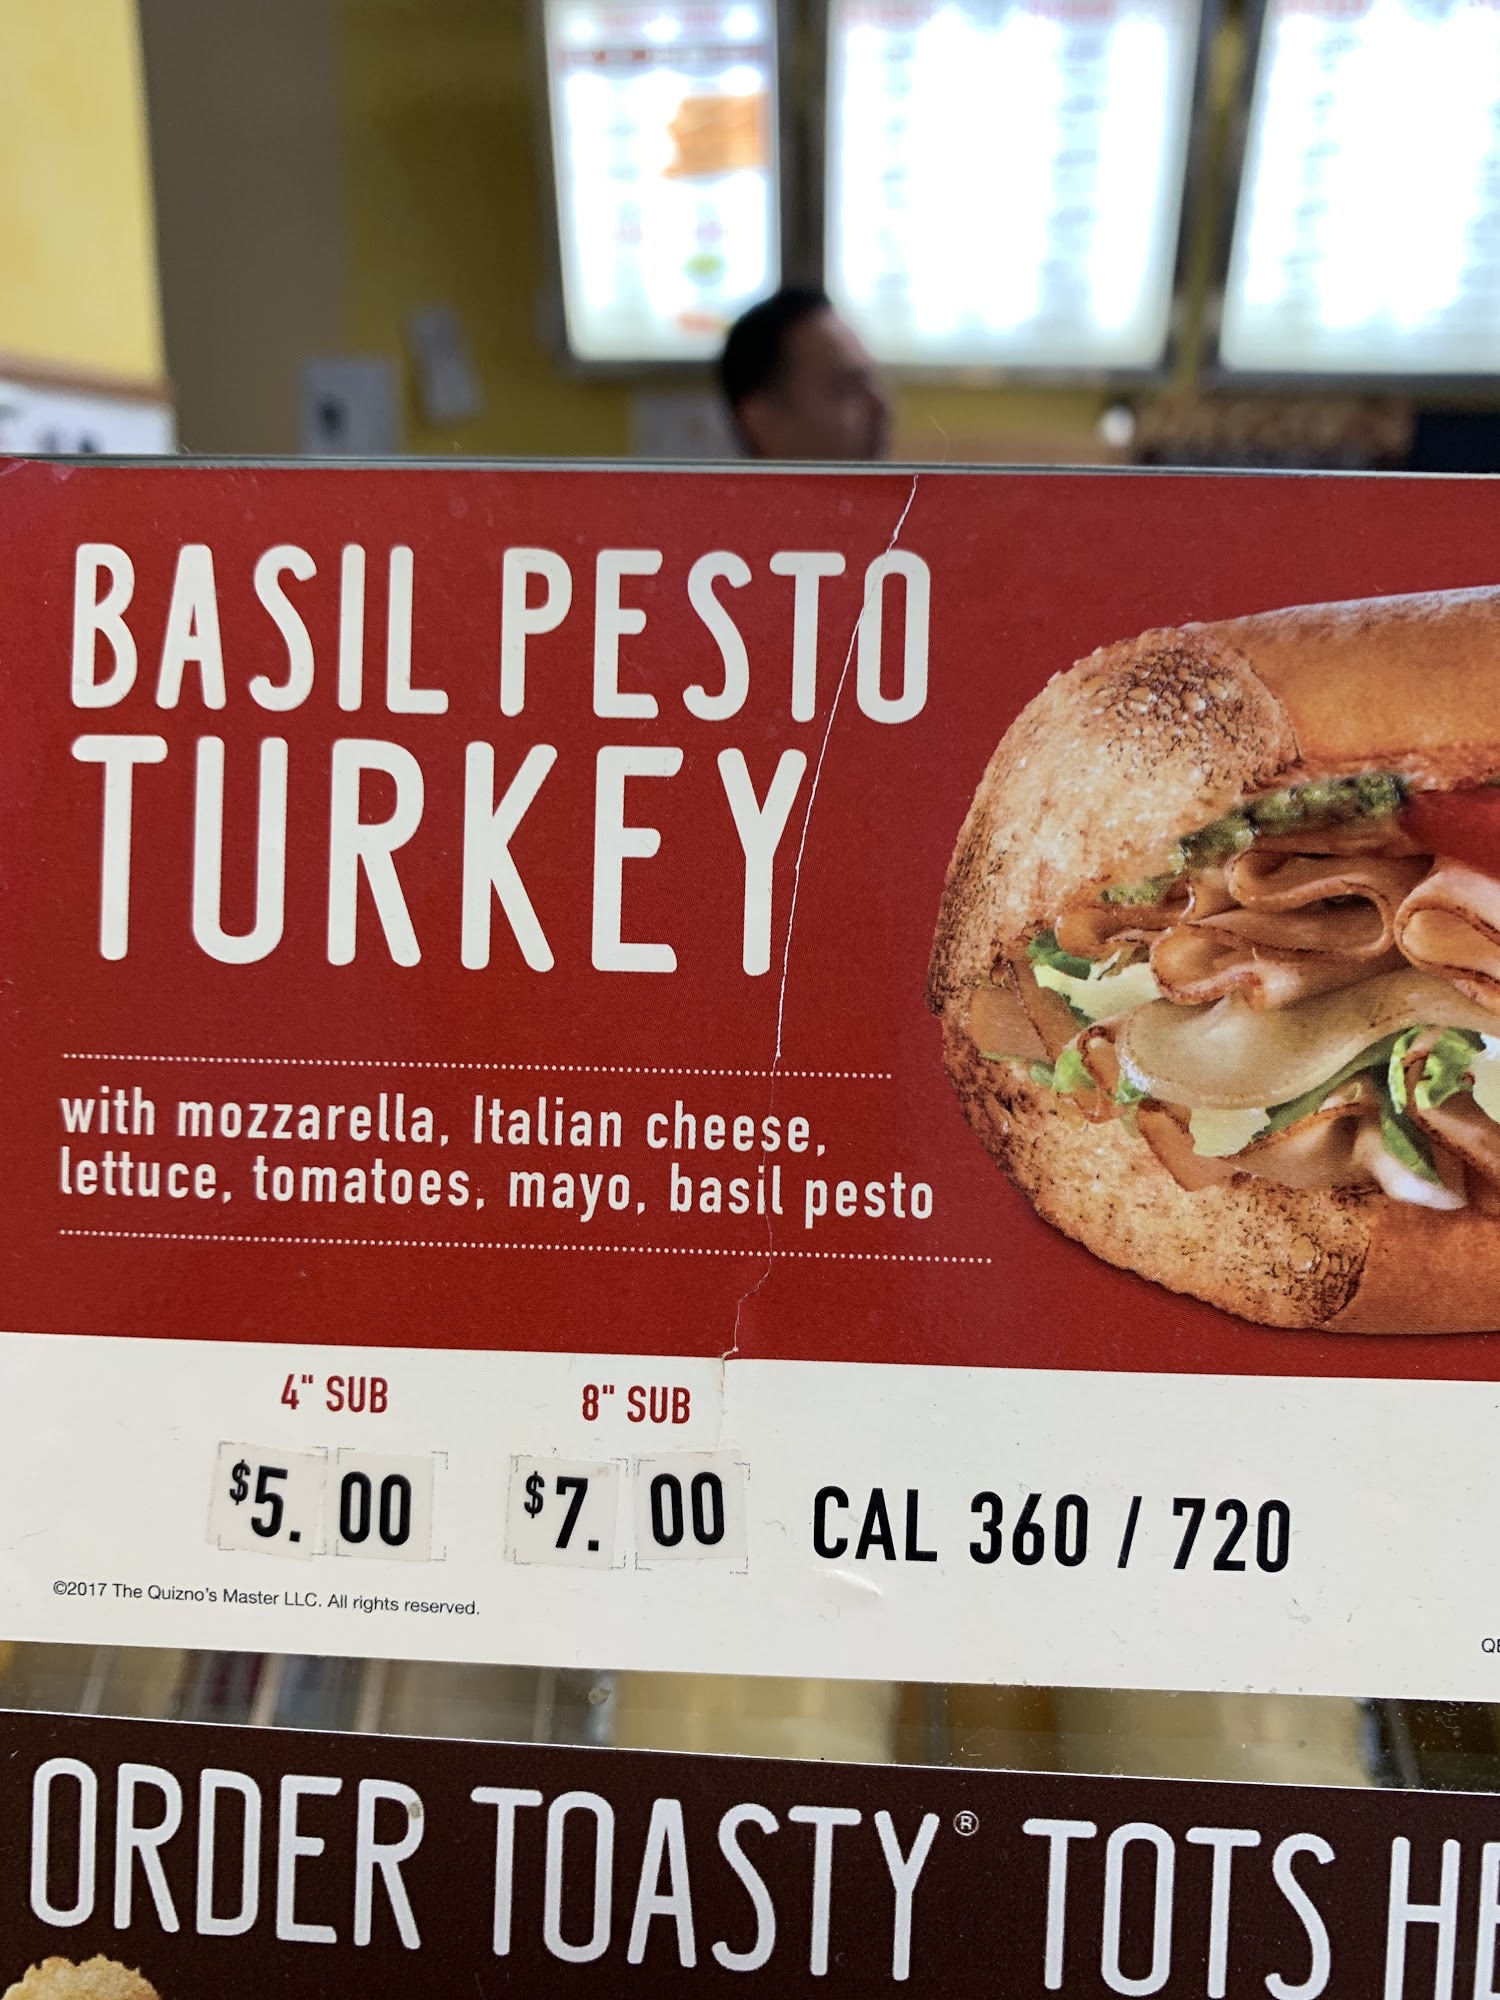 BASIL PESTO
TURKEY
with mozzarella, Italian cheese,
lettuce, tomatoes, mayo, basil pesto
4" SUB 8" SUB
$5.00 $7.00 CAL 360 / 720
©2017 The Quizno's Master LLC. All rights reserved.
ORDER TOASTY® TOTS